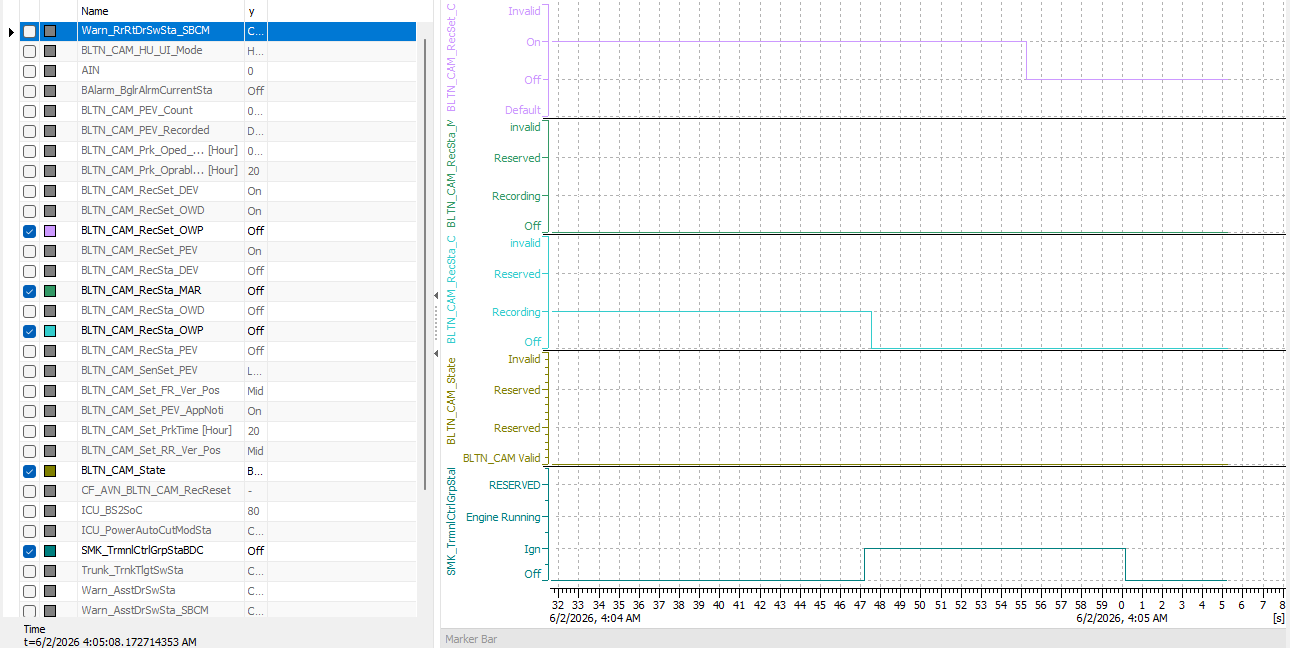 Name y
Warn_RrRtDrSwSta_SBCM C...
BLTN_CAM_HU_UI_Mode H...
AIN 0
BAlarm_BglrAlrmCurrentSta Off
BLTN_CAM_PEV_Count 0...
BLTN_CAM_PEV_Recorded D...
BLTN_CAM_Prk_Oped_... [Hour] 0...
BLTN_CAM_Prk_Oprabl... [Hour] 20
BLTN_CAM_RecSet_DEV On
BLTN_CAM_RecSet_OWD On
BLTN_CAM_RecSet_OWP Off
BLTN_CAM_RecSet_PEV On
BLTN_CAM_RecSta_DEV Off
BLTN_CAM_RecSta_MAR Off
BLTN_CAM_RecSta_OWD Off
BLTN_CAM_RecSta_OWP Off
BLTN_CAM_RecSta_PEV Off
BLTN_CAM_SenSet_PEV L...
BLTN_CAM_Set_FR_Ver_Pos Mid
BLTN_CAM_Set_PEV_AppNoti On
BLTN_CAM_Set_PrkTime [Hour] 20
BLTN_CAM_Set_RR_Ver_Pos Mid
BLTN_CAM_State B...
CF_AVN_BLTN_CAM_RecReset -
ICU_BS2SoC 80
ICU_PowerAutoCutModSta C...
SMK_TrmnlCtrlGrpStaBDC Off
Trunk_TrnkTlgtSwSta C...
Warn_AsstDrSwSta C...
Warn_AsstDrSwSta_SBCM C...
Time
t=6/2/2026 4:05:08.172714353 AM
BLTN_CAM_RecSet_C
Invalid
On
Off
Default
BLTN_CAM_RecSta_M
invalid
Reserved
Recording
Off
BLTN_CAM_RecSta_C
invalid
Reserved
Recording
Off
BLTN_CAM_State
Invalid
Reserved
Reserved
BLTN_CAM Valid
SMK_TrmnlCtrlGrpStal
RESERVED
Engine Running
Ign
Off
32 33 34 35 36 37 38 39 40 41 42 43 44 45 46 47 48 49 50 51 52 53 54 55 56 57 58 59 0 1 2 3 4 5 6 7 8
6/2/2026, 4:04 AM 6/2/2026, 4:05 AM [s]
Marker Bar